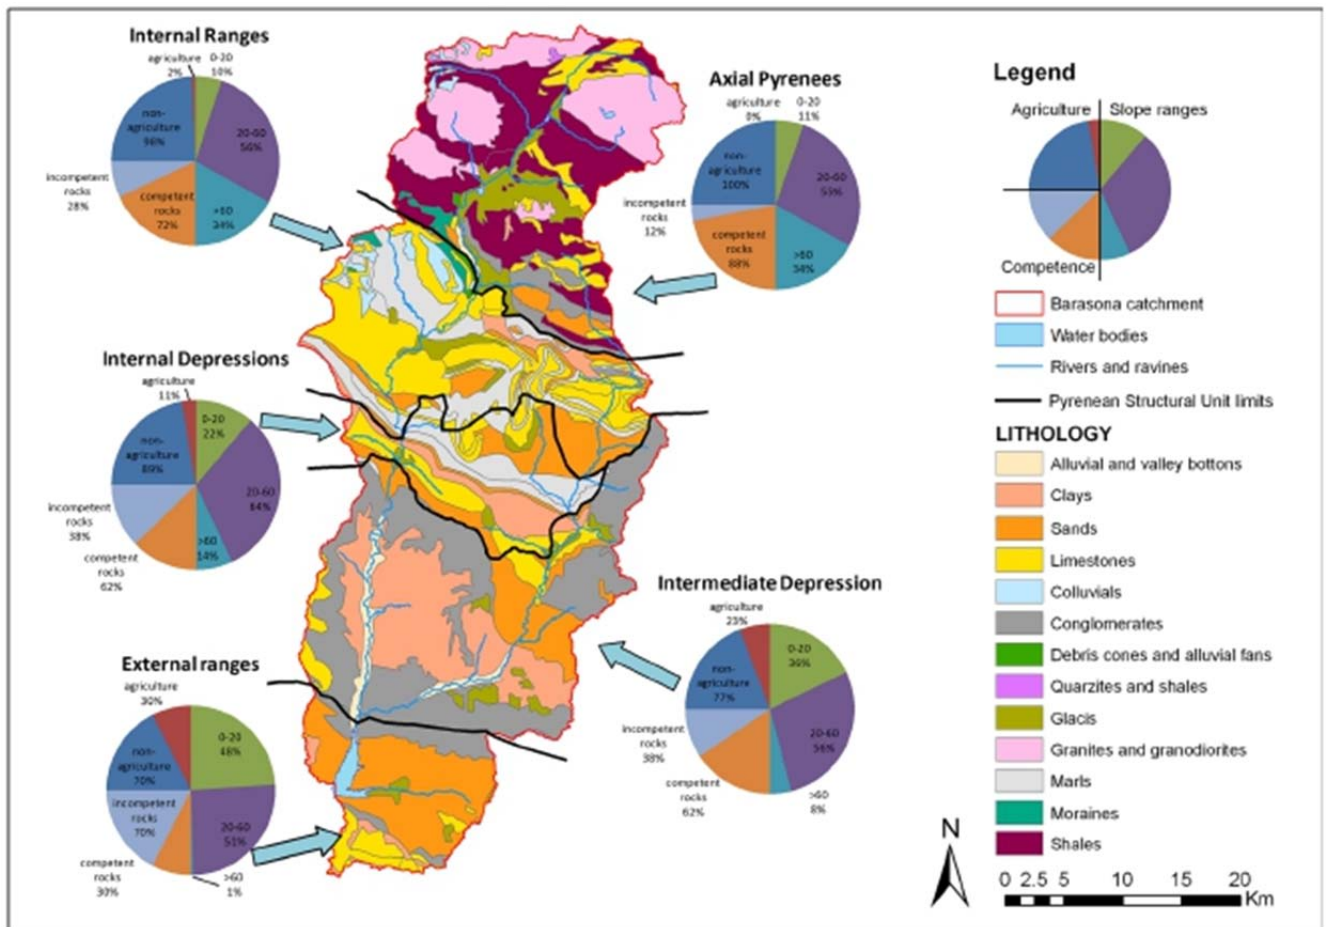 Internal Ranges
agriculture
2%
0-20
10%
non-
agriculture
98%
20-60
56%
incompetent
rocks
28%
competent
rocks
72%
>60
34%
Axial Pyrenees
agriculture
0%
0-20
11%
non-
agriculture
100%
20-60
55%
incompetent
rocks
12%
competent
rocks
88%
>60
34%
Internal Depressions
agriculture
11%
0-20
22%
non-
agriculture
89%
20-60
64%
incompetent
rocks
38%
competent
rocks
62%
>60
14%
Intermediate Depression
agriculture
23%
0-20
36%
non-
agriculture
77%
20-60
56%
incompetent
rocks
38%
competent
rocks
62%
>60
8%
External ranges
agriculture
30%
0-20
48%
non-
agriculture
70%
incompetent
rocks
70%
20-60
51%
competent
rocks
30%
>60
1%
Legend
Agriculture
Slope ranges
Competence
Barasona catchment
Water bodies
Rivers and ravines
Pyrenean Structural Unit limits
LITHOLOGY
Alluvial and valley bottons
Clays
Sands
Limestones
Colluvials
Conglomerates
Debris cones and alluvial fans
Quarzites and shales
Glacis
Granites and granodiorites
Marls
Moraines
Shales
N
0 2.5 5 10 15 20
Km